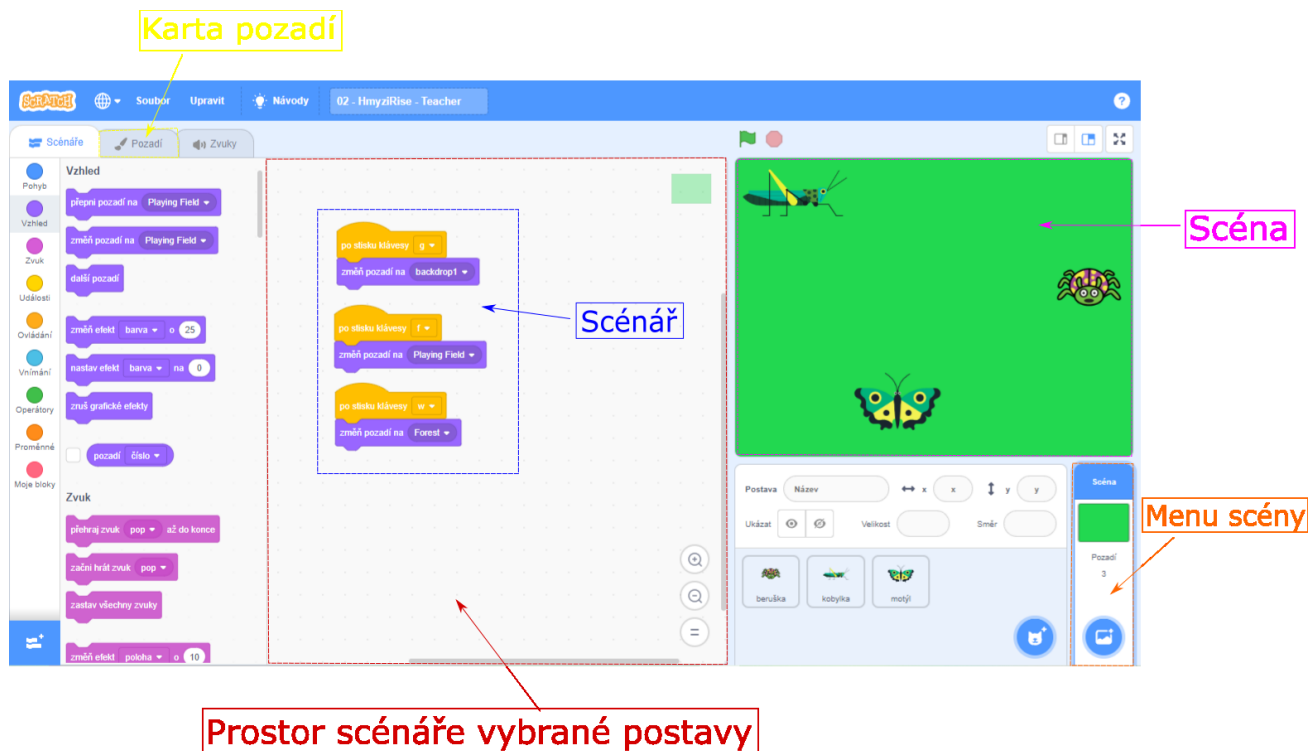 Karta pozadí
SCRATCH
Soubor
Upravit
Návody
02 - HmyziRise - Teacher
?
Scénáře
Pozadí
Zvuky
Pohyb
Vzhled
Zvuk
Události
Ovládání
Vnímání
Operátory
Proměnné
Moje bloky
Vzhled
přepni pozadí na Playing Field
změň pozadí na Playing Field
další pozadí
změň efekt barva o 25
nastav efekt barva na 0
zruš grafické efekty
pozadí číslo
Zvuk
přehraj zvuk pop až do konce
začni hrát zvuk pop
zastav všechny zvuky
změň efekt poloha o 10
po stisku klávesy g
změň pozadí na backdrop1
po stisku klávesy f
změň pozadí na Playing Field
po stisku klávesy w
změň pozadí na Forest
Scénář
Scéna
Postava Název x x y y
Ukázat Velikost Směr
beruška
kobylka
motýl
Scéna
Pozadí
3
Menu scény
Prostor scénáře vybrané postavy